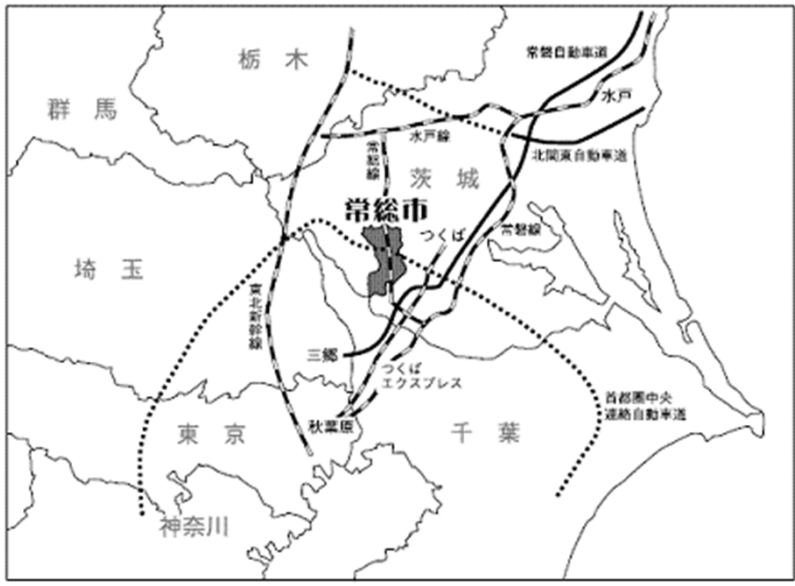 常磐自動車道
栃木
水戸
群馬
水戸線
常総線
北関東自動車道
茨城
常総市
つくば
常磐線
埼玉
東北新幹線
三郷
つくば
エクスプレス
首都圏中央
連絡自動車道
秋葉原
東京
千葉
神奈川